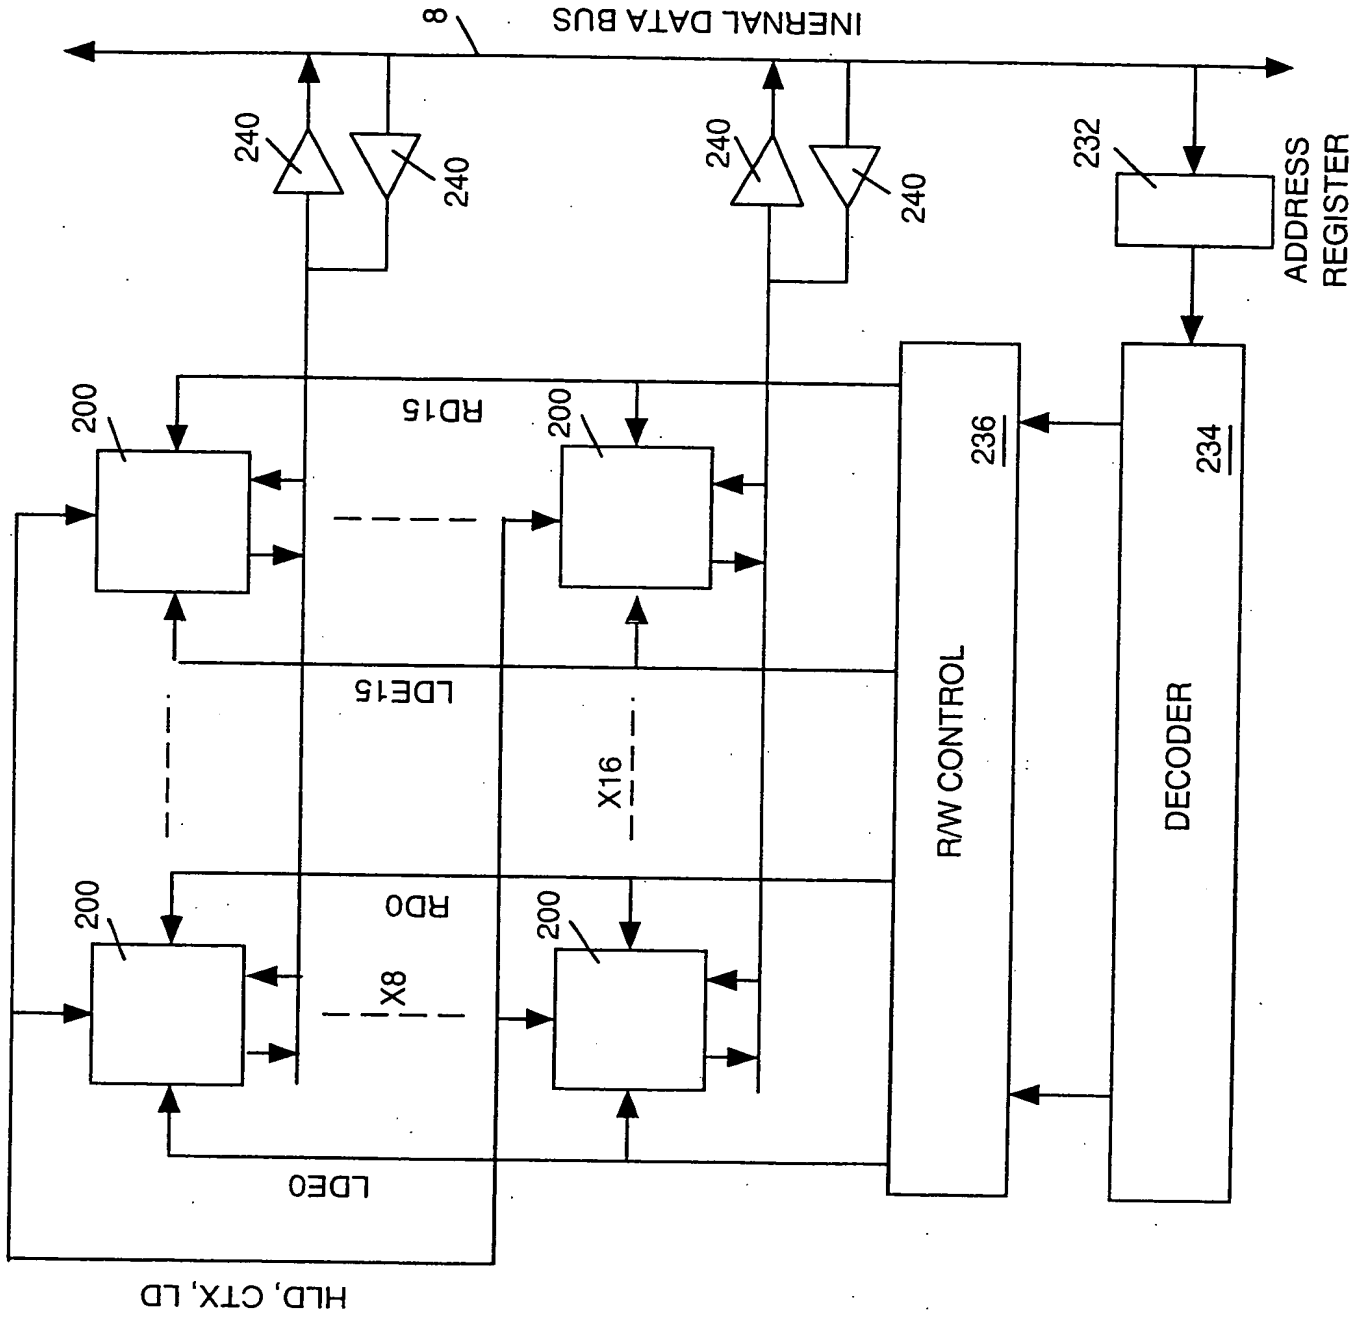 INERNAL DATA BUS
8
240
240
240
240
232
ADDRESS
REGISTER
200
RD15
200
236
234
LDE15
X16
R/W CONTROL
DECODER
200
RD0
X8
200
LDE0
HLD, CTX, LD